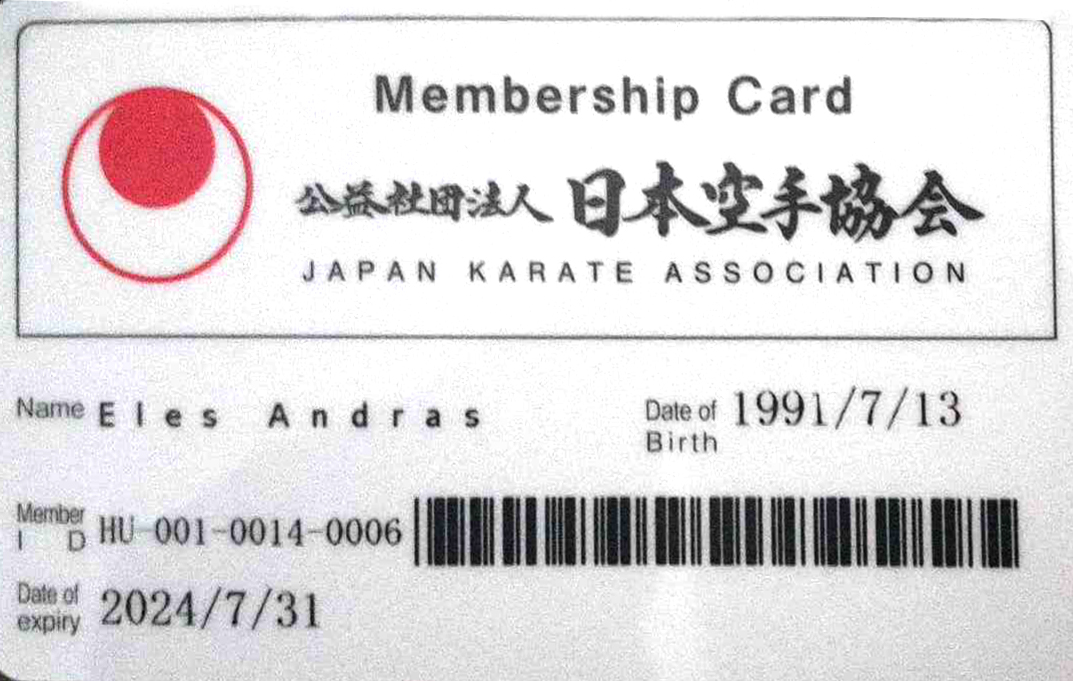 Membership Card
公益社団法人 日本空手協会
JAPAN KARATE ASSOCIATION
Name Eles Andras
Date of Birth 1991/7/13
Member ID HU-001-0014-0006
Date of expiry 2024/7/31